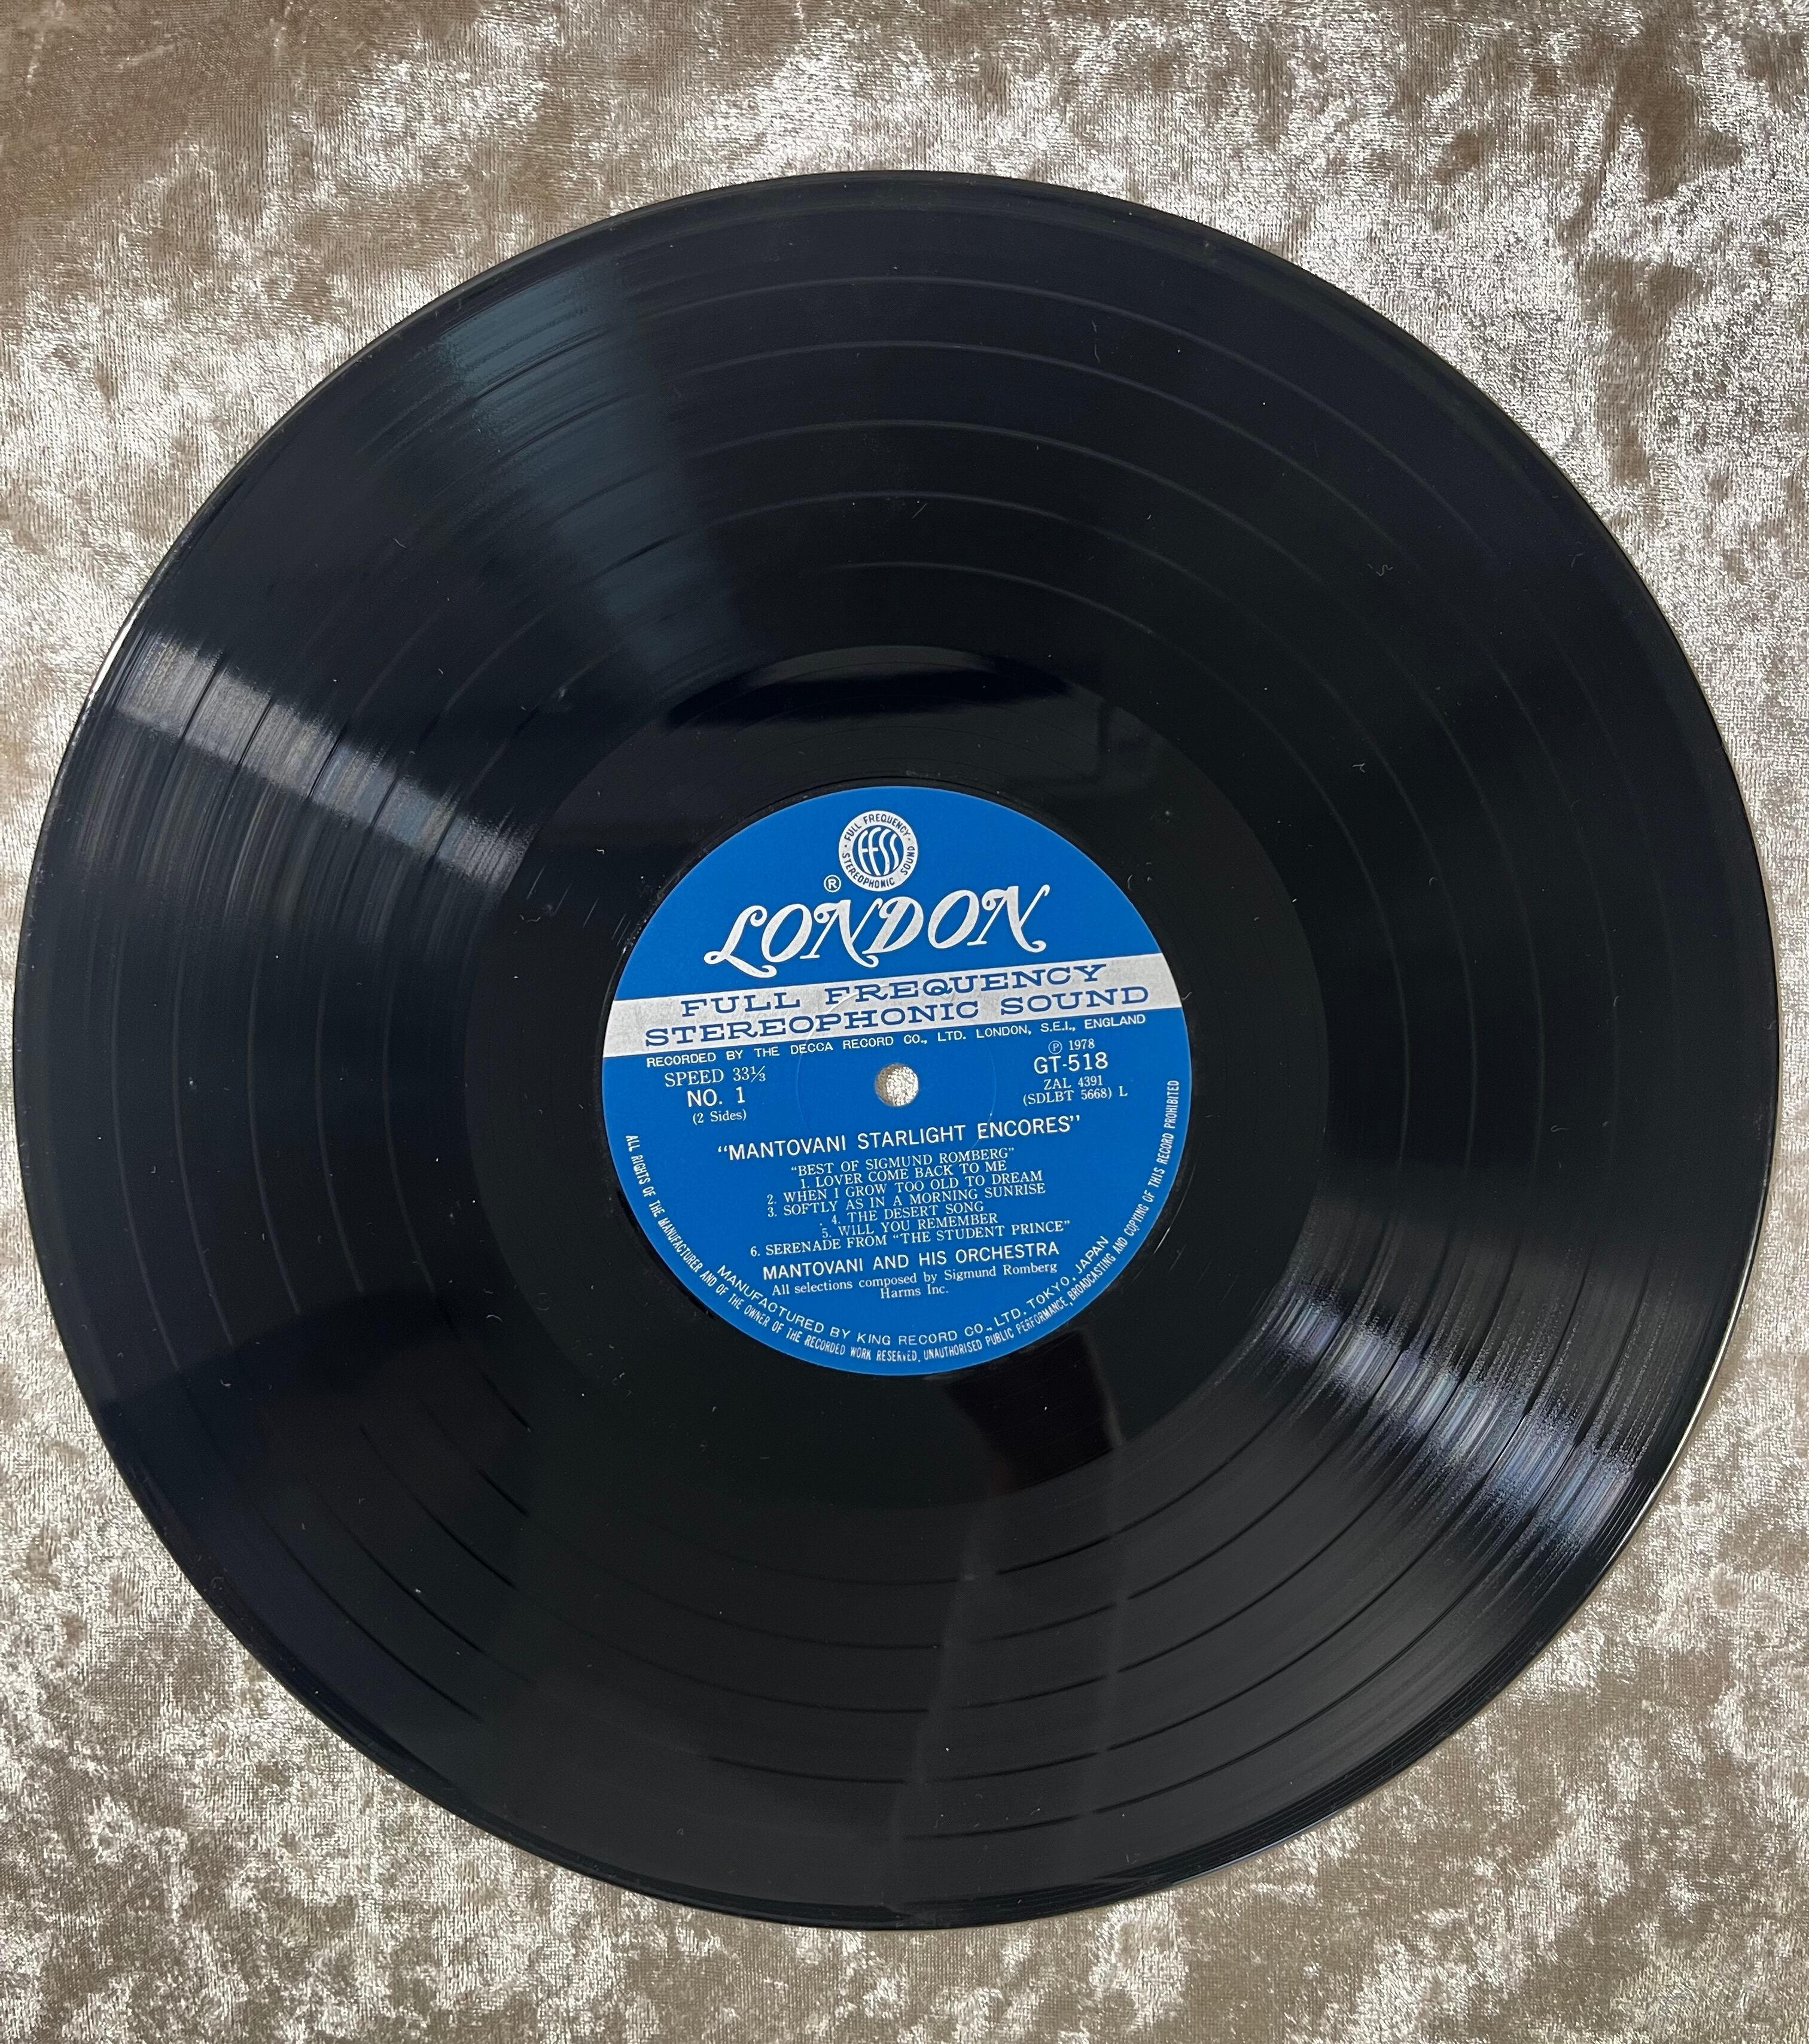 FULL FREQUENCY
FFSS
STEREOPHONIC SOUND
®
LONDON
FULL FREQUENCY
STEREOPHONIC SOUND
RECORDED BY THE DECCA RECORD CO., LTD. LONDON, S.E.I., ENGLAND
SPEED 33⅓
NO. 1
(2 Sides)
Ⓟ 1978
GT-518
ZAL 4391
(SDLBT 5668) L
“MANTOVANI STARLIGHT ENCORES”
“BEST OF SIGMUND ROMBERG”
1. LOVER COME BACK TO ME
2. WHEN I GROW TOO OLD TO DREAM
3. SOFTLY AS IN A MORNING SUNRISE
4. THE DESERT SONG
5. WILL YOU REMEMBER
6. SERENADE FROM “THE STUDENT PRINCE”
MANTOVANI AND HIS ORCHESTRA
All selections composed by Sigmund Romberg
Harms Inc.
MANUFACTURED BY KING RECORD CO., LTD. TOKYO, JAPAN
ALL RIGHTS OF THE MANUFACTURER AND OF THE OWNER OF THE RECORDED WORK RESERVED, UNAUTHORISED PUBLIC PERFORMANCE, BROADCASTING AND COPYING OF THIS RECORD PROHIBITED